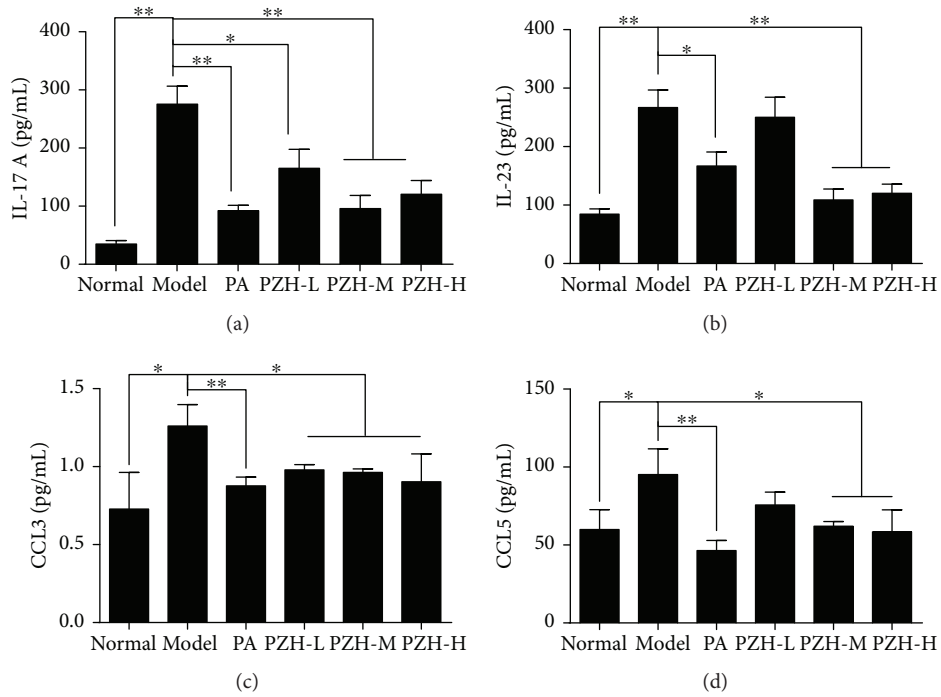 ** **
*
**
400
300
200
100
0
IL-17 A (pg/mL)
Normal Model PA PZH-L PZH-M PZH-H
(a)
** **
*
400
300
200
100
0
IL-23 (pg/mL)
Normal Model PA PZH-L PZH-M PZH-H
(b)
* *
**
1.5
1.0
0.5
0.0
CCL3 (pg/mL)
Normal Model PA PZH-L PZH-M PZH-H
(c)
* *
**
150
100
50
0
CCL5 (pg/mL)
Normal Model PA PZH-L PZH-M PZH-H
(d)